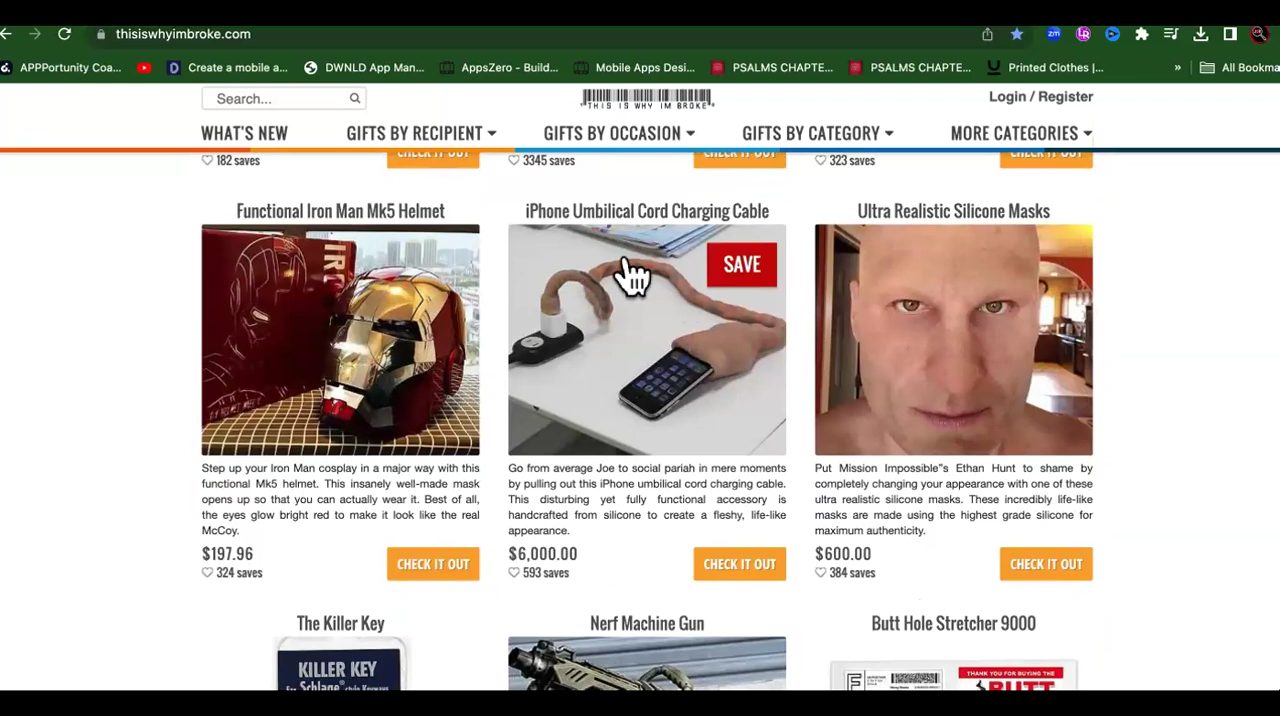 thisiswhyimbroke.com
APPPortunity Coa...
Create a mobile a...
DWNLD App Man...
AppsZero - Build...
Mobile Apps Desi...
PSALMS CHAPTE...
PSALMS CHAPTE...
Printed Clothes |...
»
All Bookma
Search...
THIS IS WHY IM BROKE
Login / Register
WHAT'S NEW
GIFTS BY RECIPIENT
GIFTS BY OCCASION
GIFTS BY CATEGORY
MORE CATEGORIES
182 saves
CHECK IT OUT
3345 saves
CHECK IT OUT
323 saves
CHECK IT OUT
Functional Iron Man Mk5 Helmet
Step up your Iron Man cosplay in a major way with this
functional Mk5 helmet. This insanely well-made mask
opens up so that you can actually wear it. Best of all,
the eyes glow bright red to make it look like the real
McCoy.
$197.96
324 saves
CHECK IT OUT
iPhone Umbilical Cord Charging Cable
SAVE
Go from average Joe to social pariah in mere moments
by pulling out this iPhone umbilical cord charging cable.
This disturbing yet fully functional accessory is
handcrafted from silicone to create a fleshy, life-like
appearance.
$6,000.00
593 saves
CHECK IT OUT
Ultra Realistic Silicone Masks
Put Mission Impossible"s Ethan Hunt to shame by
completely changing your appearance with one of these
ultra realistic silicone masks. These incredibly life-like
masks are made using the highest grade silicone for
maximum authenticity.
$600.00
384 saves
CHECK IT OUT
The Killer Key
KILLER KEY
For Schlage® style Keyways
Nerf Machine Gun
Butt Hole Stretcher 9000
THANK YOU FOR BUYING THE
BUTT